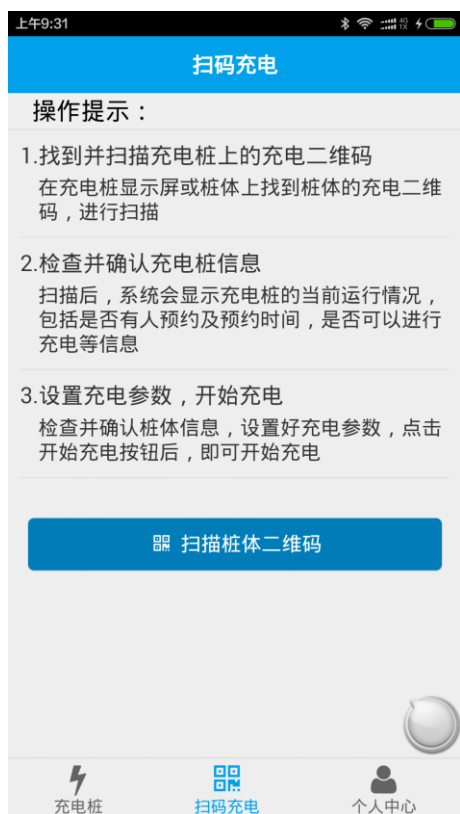 上午9:31
4G
1X
扫码充电
操作提示：
1.找到并扫描充电桩上的充电二维码
在充电桩显示屏或桩体上找到桩体的充电二维
码，进行扫描
2.检查并确认充电桩信息
扫描后，系统会显示充电桩的当前运行情况，
包括是否有人预约及预约时间，是否可以进行
充电等信息
3.设置充电参数，开始充电
检查并确认桩体信息，设置好充电参数，点击
开始充电按钮后，即可开始充电
扫描桩体二维码
充电桩
扫码充电
个人中心